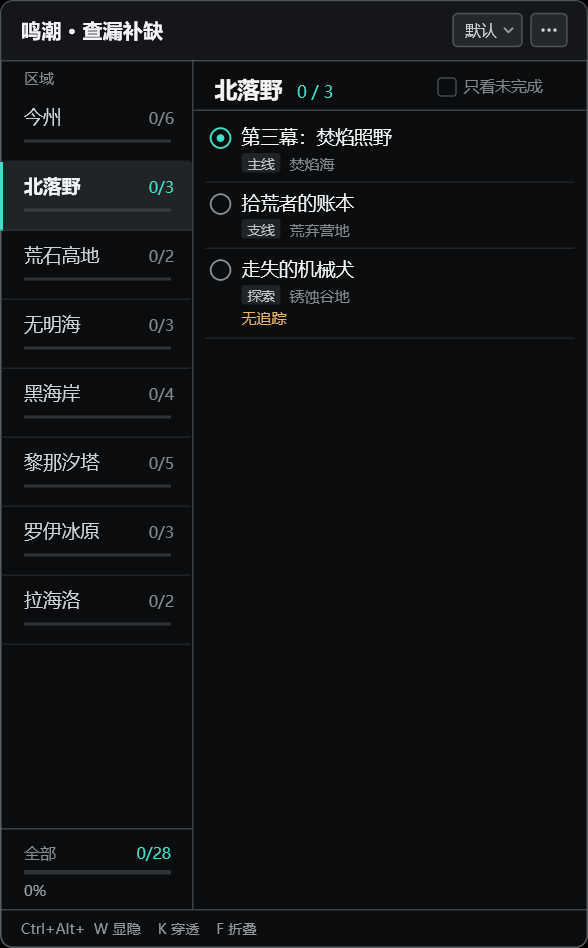 鸣潮・查漏补缺
默认
区域
今州 0/6
北落野 0/3
荒石高地 0/2
无明海 0/3
黑海岸 0/4
黎那汐塔 0/5
罗伊冰原 0/3
拉海洛 0/2
全部 0/28
0%
北落野 0 / 3
只看未完成
第三幕：焚焰照野
主线 焚焰海
拾荒者的账本
支线 荒弃营地
走失的机械犬
探索 锈蚀谷地
无追踪
Ctrl+Alt+ W 显隐 K 穿透 F 折叠